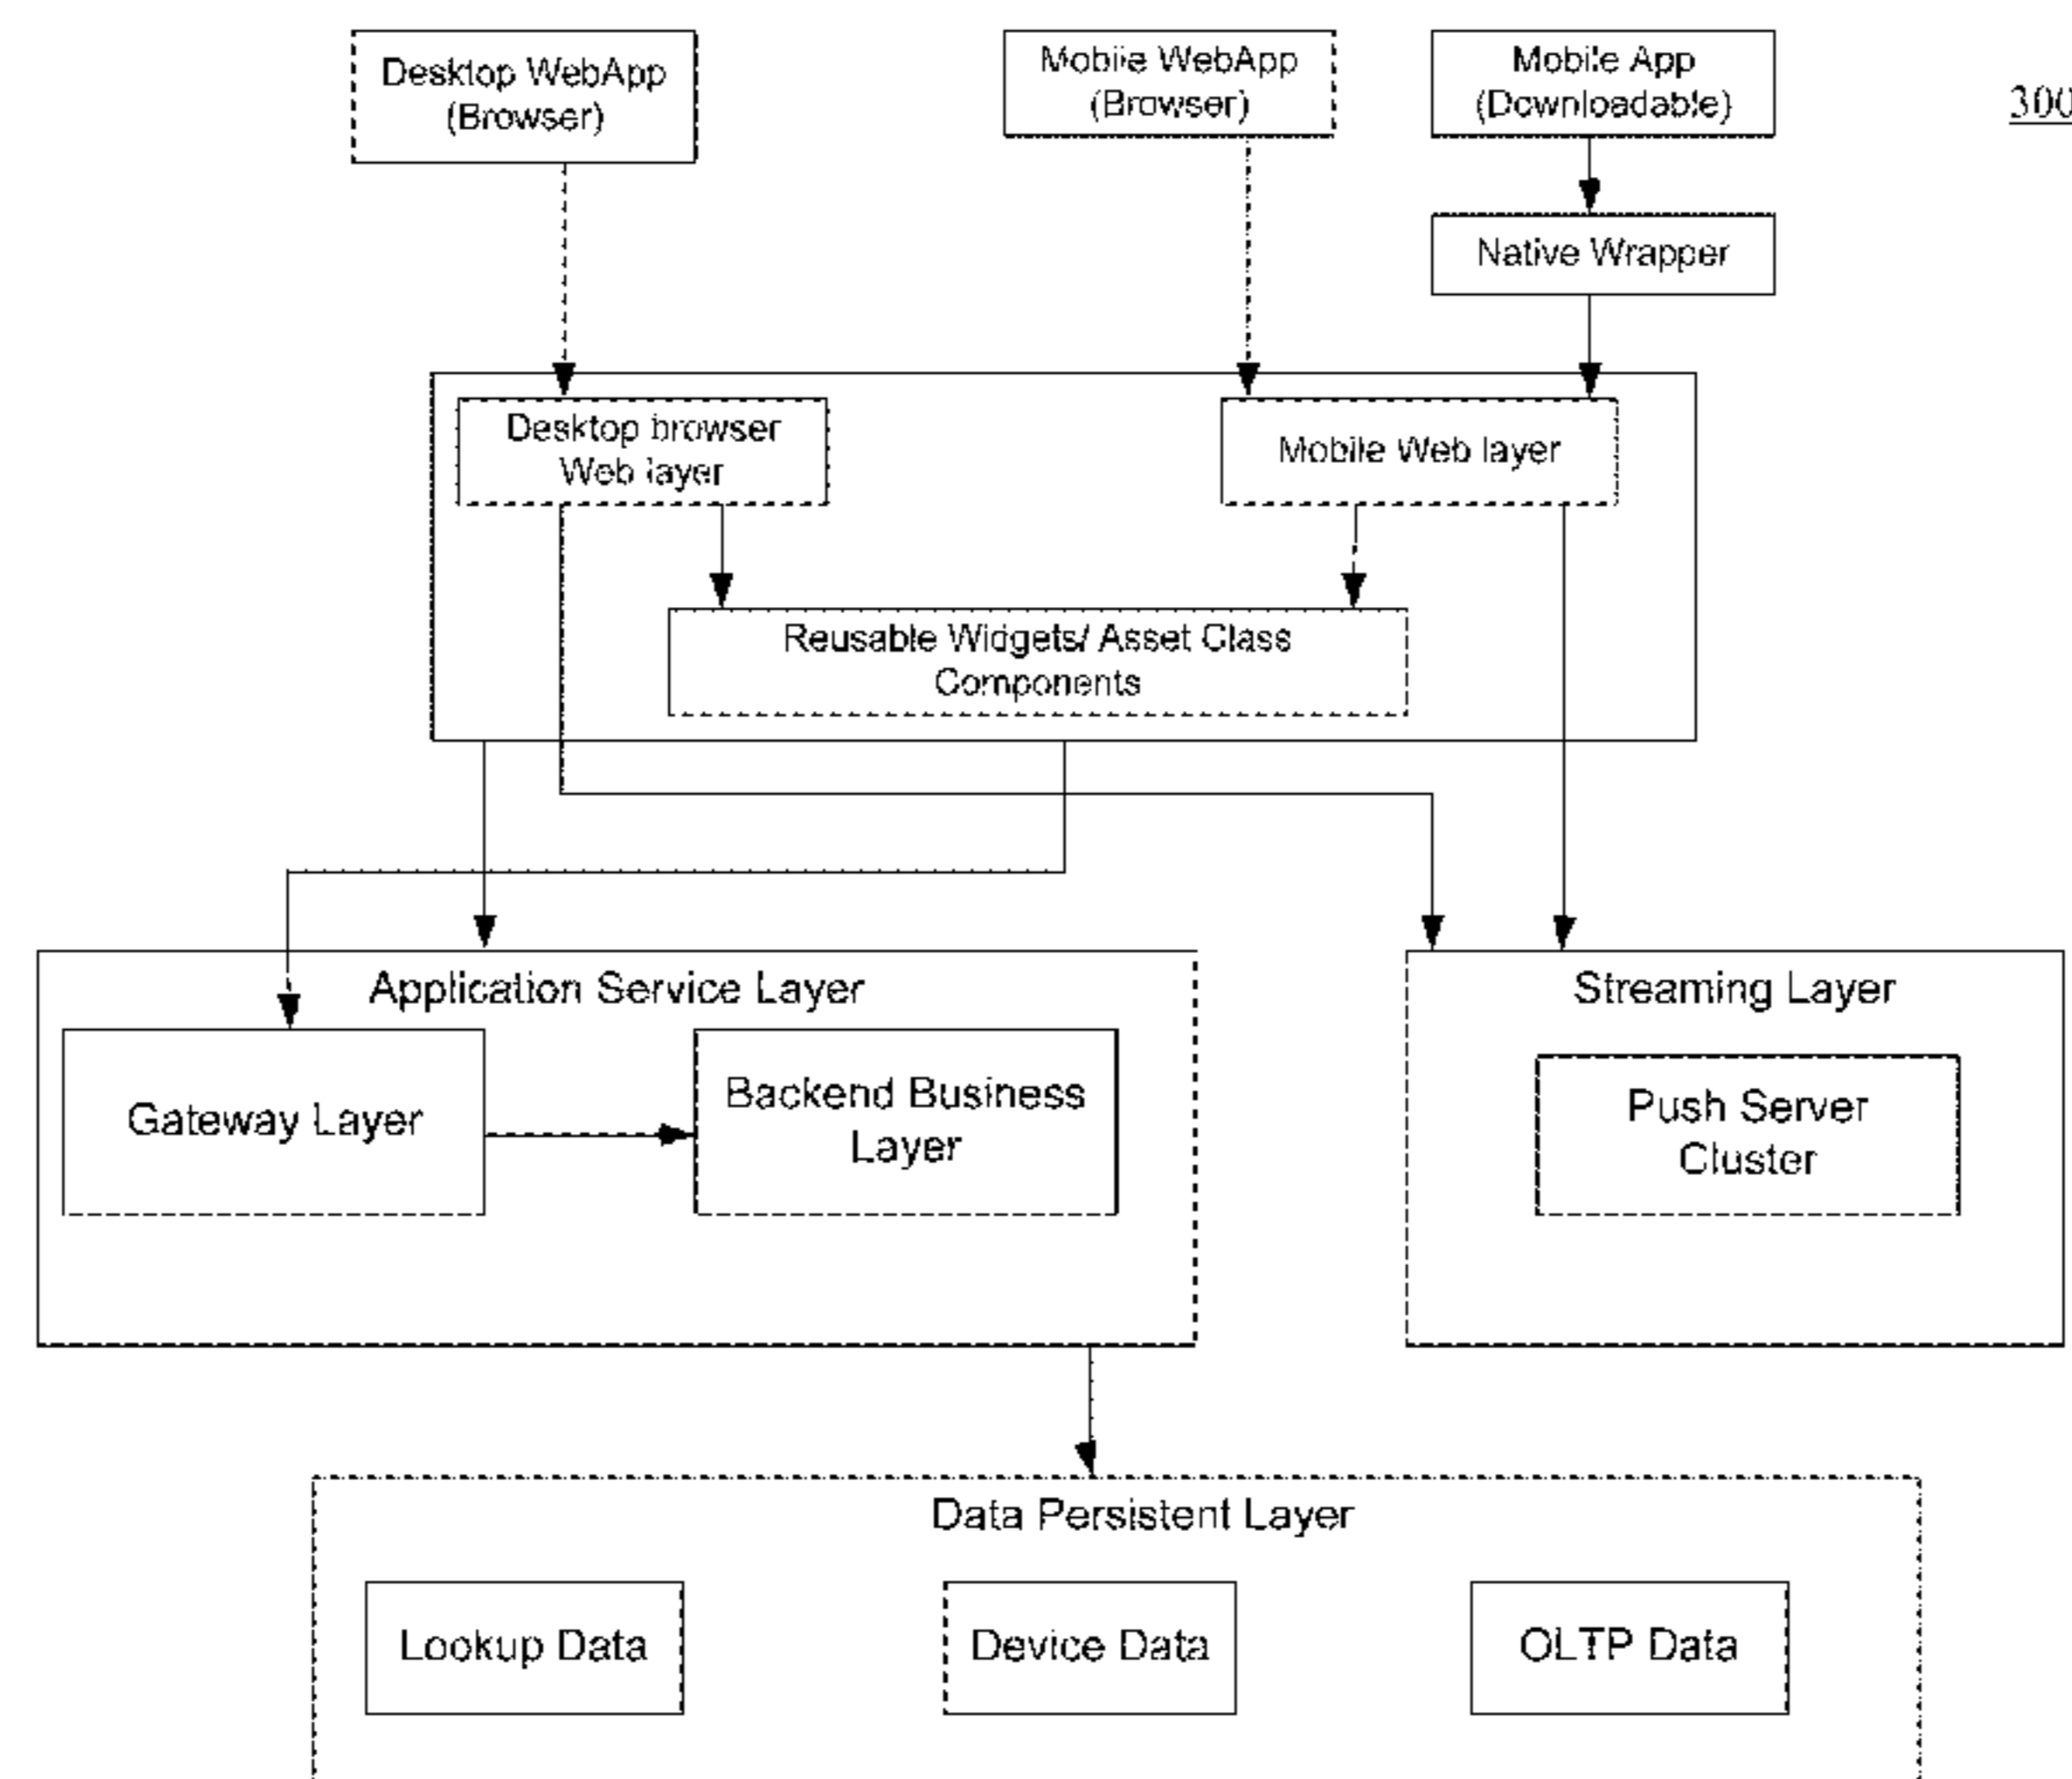 Desktop WebApp
(Browser)
Mobile WebApp
(Browser)
Mobile App
(Downloadable)
300
Native Wrapper
Desktop browser
Web layer
Mobile Web layer
Reusable Widgets/ Asset Class
Components
Application Service Layer
Streaming Layer
Gateway Layer
Backend Business
Layer
Push Server
Cluster
Data Persistent Layer
Lookup Data
Device Data
OLTP Data